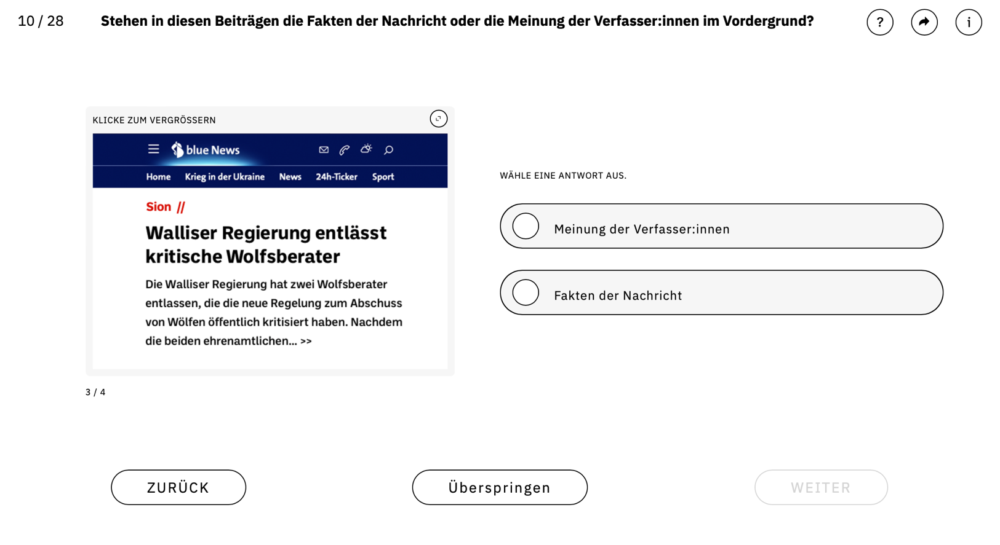 10 / 28
Stehen in diesen Beiträgen die Fakten der Nachricht oder die Meinung der Verfasser:innen im Vordergrund?
?
i
KLICKE ZUM VERGRÖSSERN
blue News
Home Krieg in der Ukraine News 24h-Ticker Sport
Sion //
Walliser Regierung entlässt
kritische Wolfsberater
Die Walliser Regierung hat zwei Wolfsberater
entlassen, die die neue Regelung zum Abschuss
von Wölfen öffentlich kritisiert haben. Nachdem
die beiden ehrenamtlichen... >>
3 / 4
WÄHLE EINE ANTWORT AUS.
Meinung der Verfasser:innen
Fakten der Nachricht
ZURÜCK
Überspringen
WEITER